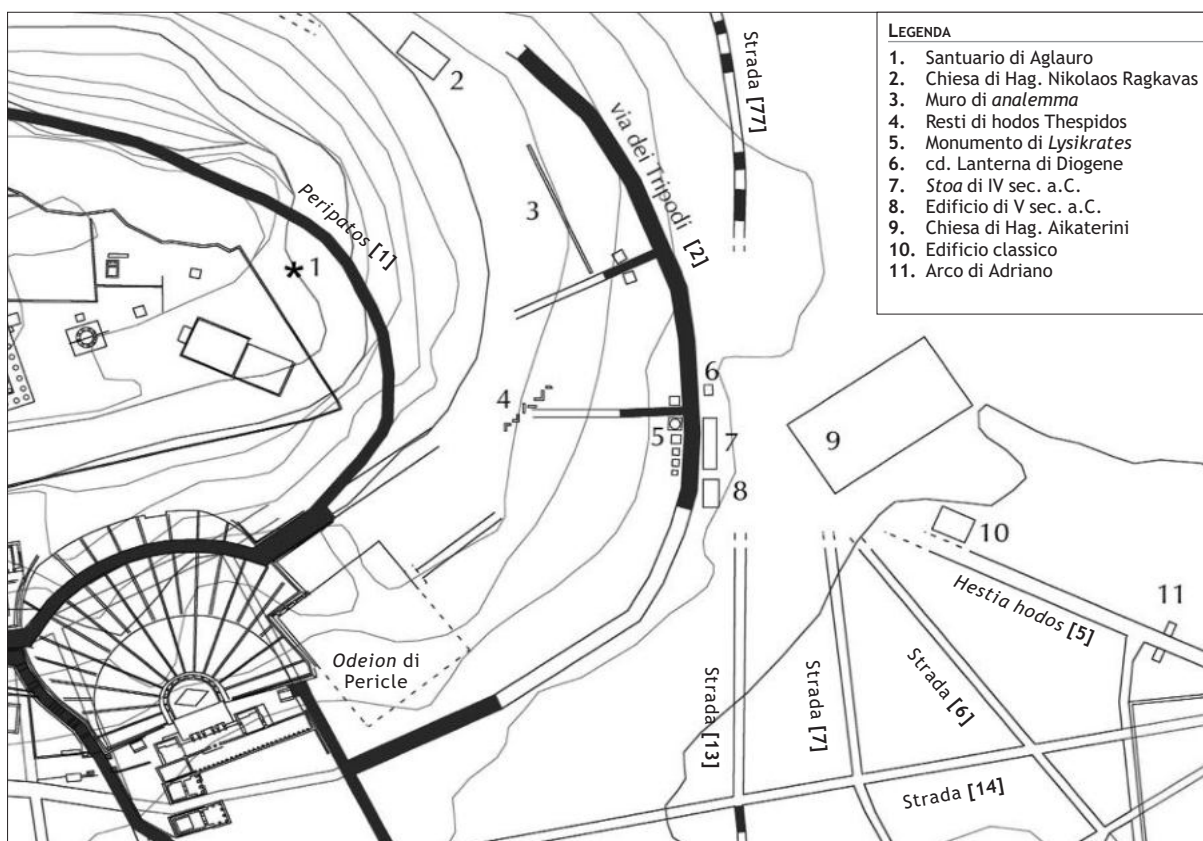 LEGENDA
1. Santuario di Aglauro
2. Chiesa di Hag. Nikolaos Ragkavas
3. Muro di analemma
4. Resti di hodos Thespidos
5. Monumento di Lysikrates
6. cd. Lanterna di Diogene
7. Stoa di IV sec. a.C.
8. Edificio di V sec. a.C.
9. Chiesa di Hag. Aikaterini
10. Edificio classico
11. Arco di Adriano
Strada [77]
2
via dei Tripodi [2]
3
Peripatos [1]
1
6
4
5
7
9
8
10
11
Hestia hodos [5]
Odeion di
Pericle
Strada [13]
Strada [7]
Strada [6]
Strada [14]